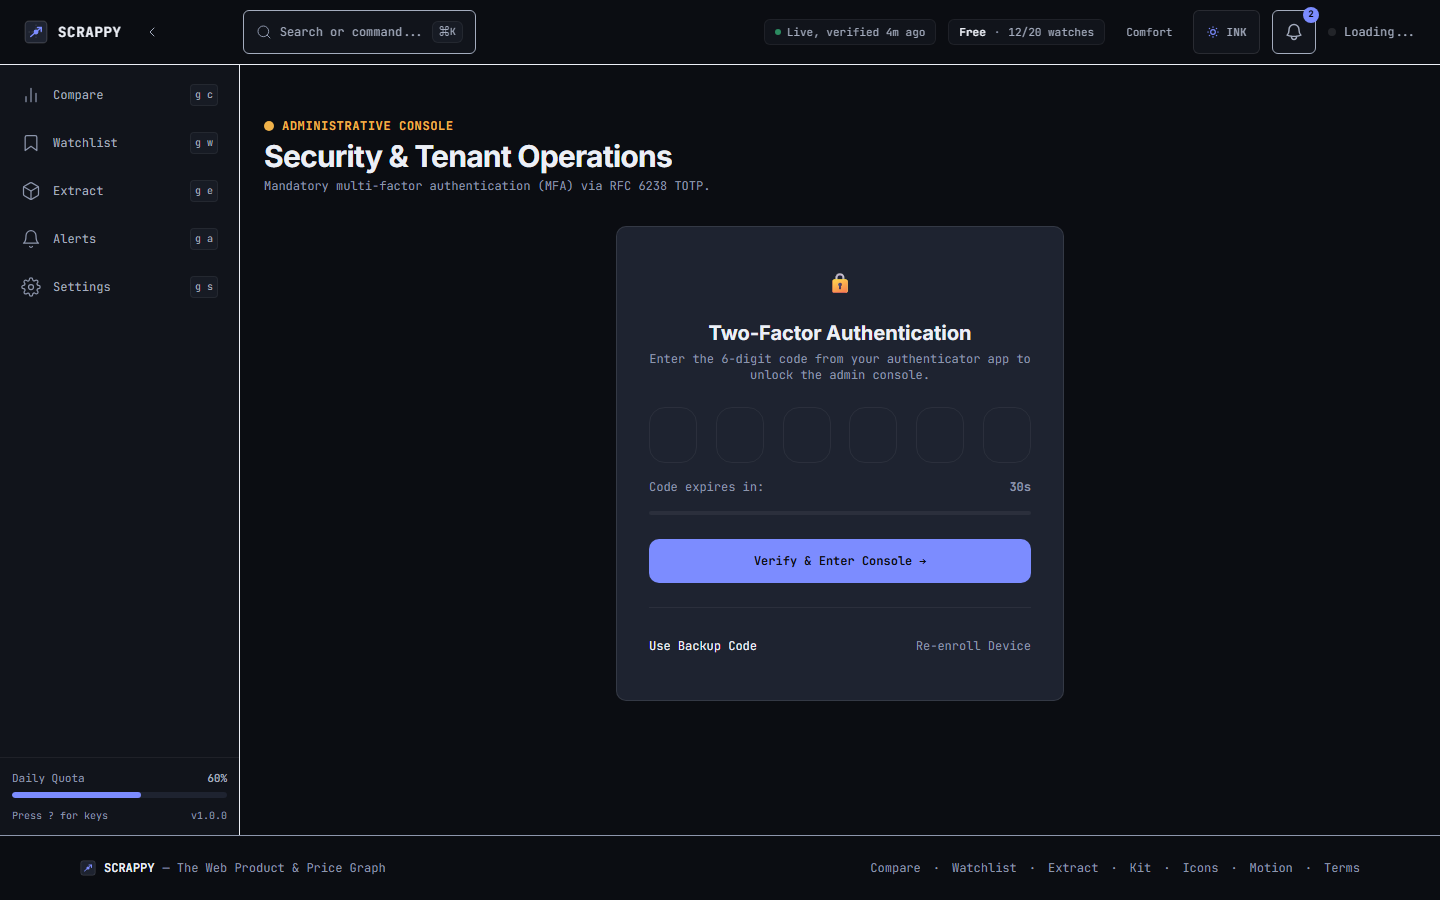 SCRAPPY
Search or command... ⌘K
Live, verified 4m ago
Free · 12/20 watches
Comfort
INK
2
Loading...
Compare g c
Watchlist g w
Extract g e
Alerts g a
Settings g s
ADMINISTRATIVE CONSOLE
Security & Tenant Operations
Mandatory multi-factor authentication (MFA) via RFC 6238 TOTP.
Two-Factor Authentication
Enter the 6-digit code from your authenticator app to
unlock the admin console.
Code expires in: 30s
Verify & Enter Console →
Use Backup Code Re-enroll Device
Daily Quota 60%
Press ? for keys v1.0.0
SCRAPPY — The Web Product & Price Graph
Compare · Watchlist · Extract · Kit · Icons · Motion · Terms